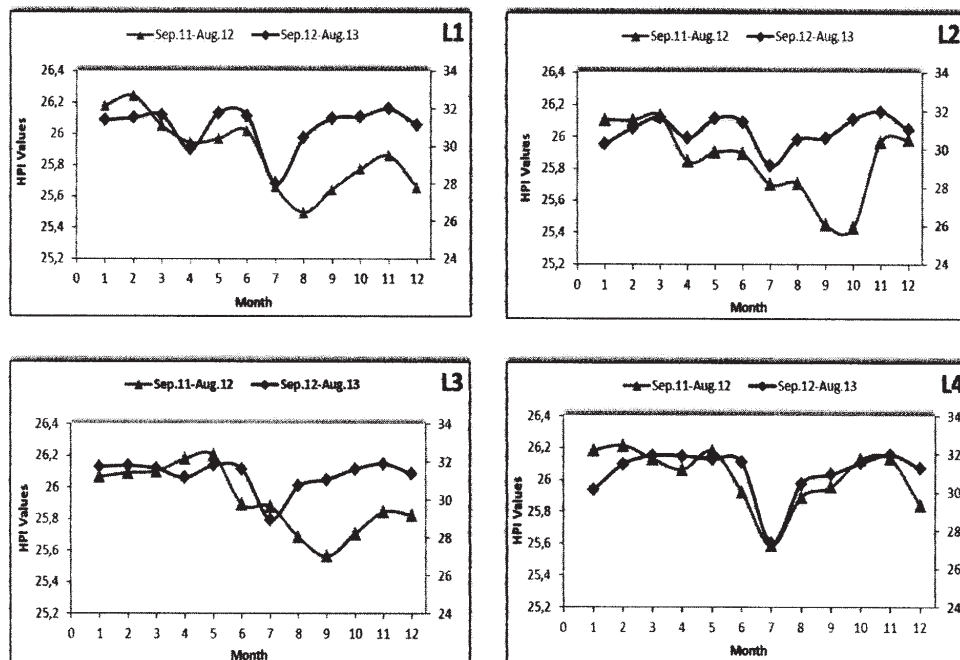 Sep.11-Aug.12 Sep.12-Aug.13 L1
26,4 34
26,2 32
26 30
25,8
25,6 28
25,4 26
25,2 24
0 1 2 3 4 5 6 7 8 9 10 11 12
HPI Values
Month
Sep.11-Aug.12 Sep.12-Aug.13 L2
26,4 34
26,2 32
26 30
25,8
25,6 28
25,4 26
25,2 24
0 1 2 3 4 5 6 7 8 9 10 11 12
HPI Values
Month
Sep.11-Aug.12 Sep.12-Aug.13 L3
26,4 34
26,2 32
26 30
25,8
25,6 28
25,4 26
25,2 24
0 1 2 3 4 5 6 7 8 9 10 11 12
HPI Values
Month
Sep.11-Aug.12 Sep.12-Aug.13 L4
26,4 34
26,2 32
26 30
25,8
25,6 28
25,4 26
25,2 24
0 1 2 3 4 5 6 7 8 9 10 11 12
HPI Values
Month